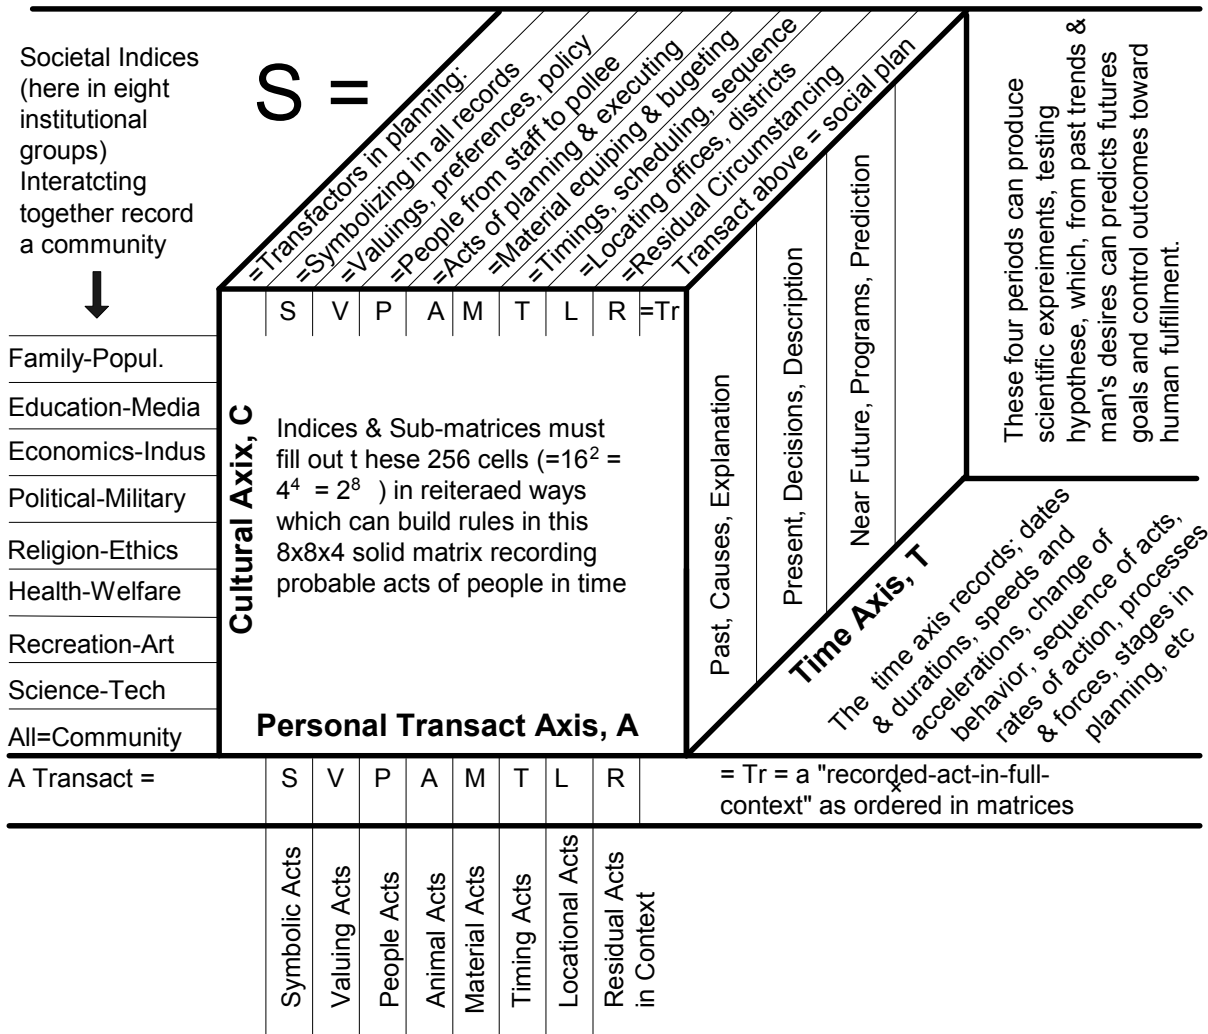 Societal Indices
(here in eight
institutional
groups)
Interatcting
together record
a community
S =
=Transfactors in planning:
=Symbolizing in all records
=Valuings, preferences, policy
=People from staff to pollee
=Acts of planning & executing
=Material equiping & bugeting
=Timings, scheduling, sequence
=Locating offices, districts
=Residual Circumstancing
Transact above = social plan
These four periods can produce
scientific expreiments, testing
hypothese, which, from past trends &
man's desires can predicts futures
goals and control outcomes toward
human fulfillment.
S V P A M T L R =Tr
Family-Popul.
Education-Media
Economics-Indus
Political-Military
Religion-Ethics
Health-Welfare
Recreation-Art
Science-Tech
All=Community
Cultural Axix, C
Indices & Sub-matrices must
fill out t hese 256 cells (=16² =
4⁴ = 2⁸ ) in reiteraed ways
which can build rules in this
8x8x4 solid matrix recording
probable acts of people in time
Personal Transact Axis, A
Past, Causes, Explanation
Present, Decisions, Description
Near Future, Programs, Prediction
Time Axis, T
The time axis records; dates
& durations, speeds and
accelerations, change of
behavior, sequence of acts,
rates of action, processes
& forces, stages in
planning, etc
A Transact = S V P A M T L R = Tr = a "recorded-act-in-full-
context" as ordered in matrices
x
Symbolic Acts
Valuing Acts
People Acts
Animal Acts
Material Acts
Timing Acts
Locational Acts
Residual Acts
in Context